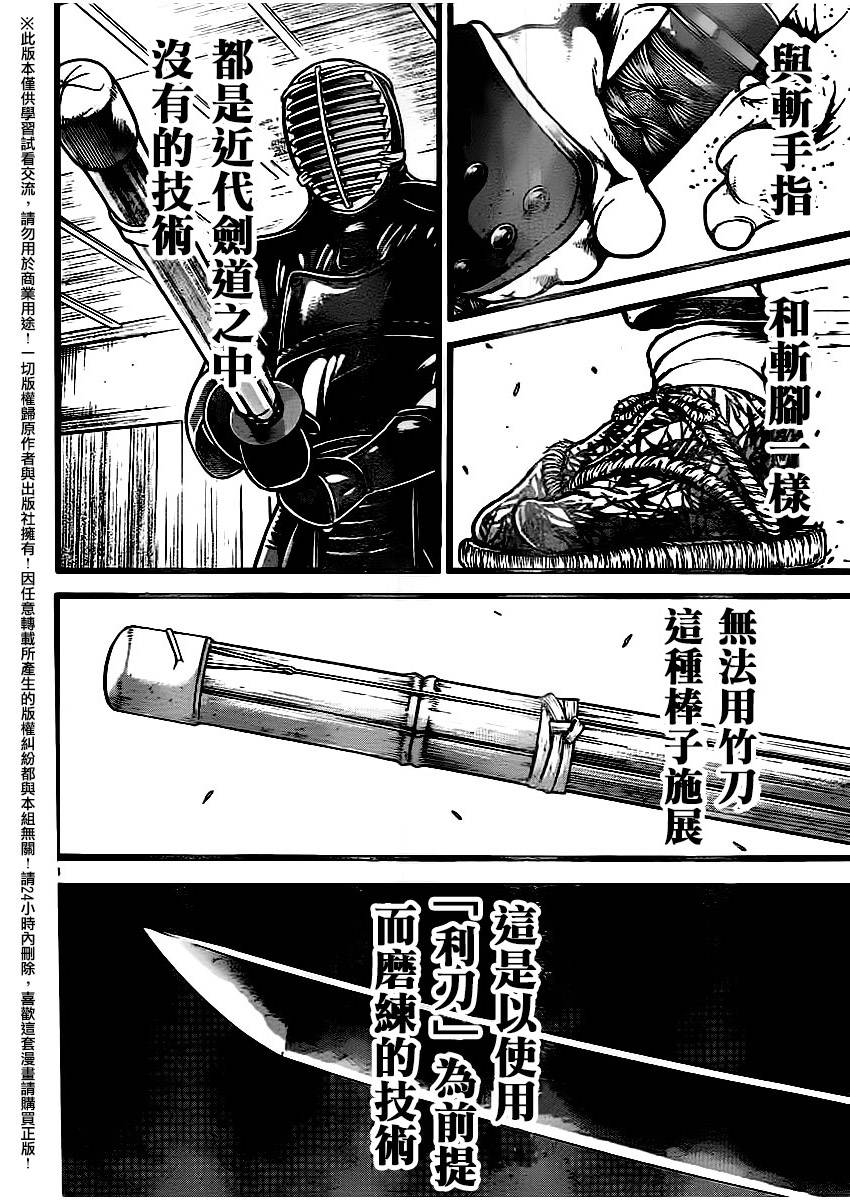 與斬手指
和斬腳一樣
都是近代劍道之中
沒有的技術
無法用竹刀
這種棒子施展
這是以使用
『利刃』為前提
而磨練的技術
※此版本僅供學習試看交流，請勿用於商業用途！一切版權歸原作者與出版社擁有！因任意轉載所產生的版權糾紛都與本組無關！請24小時內刪除，喜歡這套漫畫請購買正版！